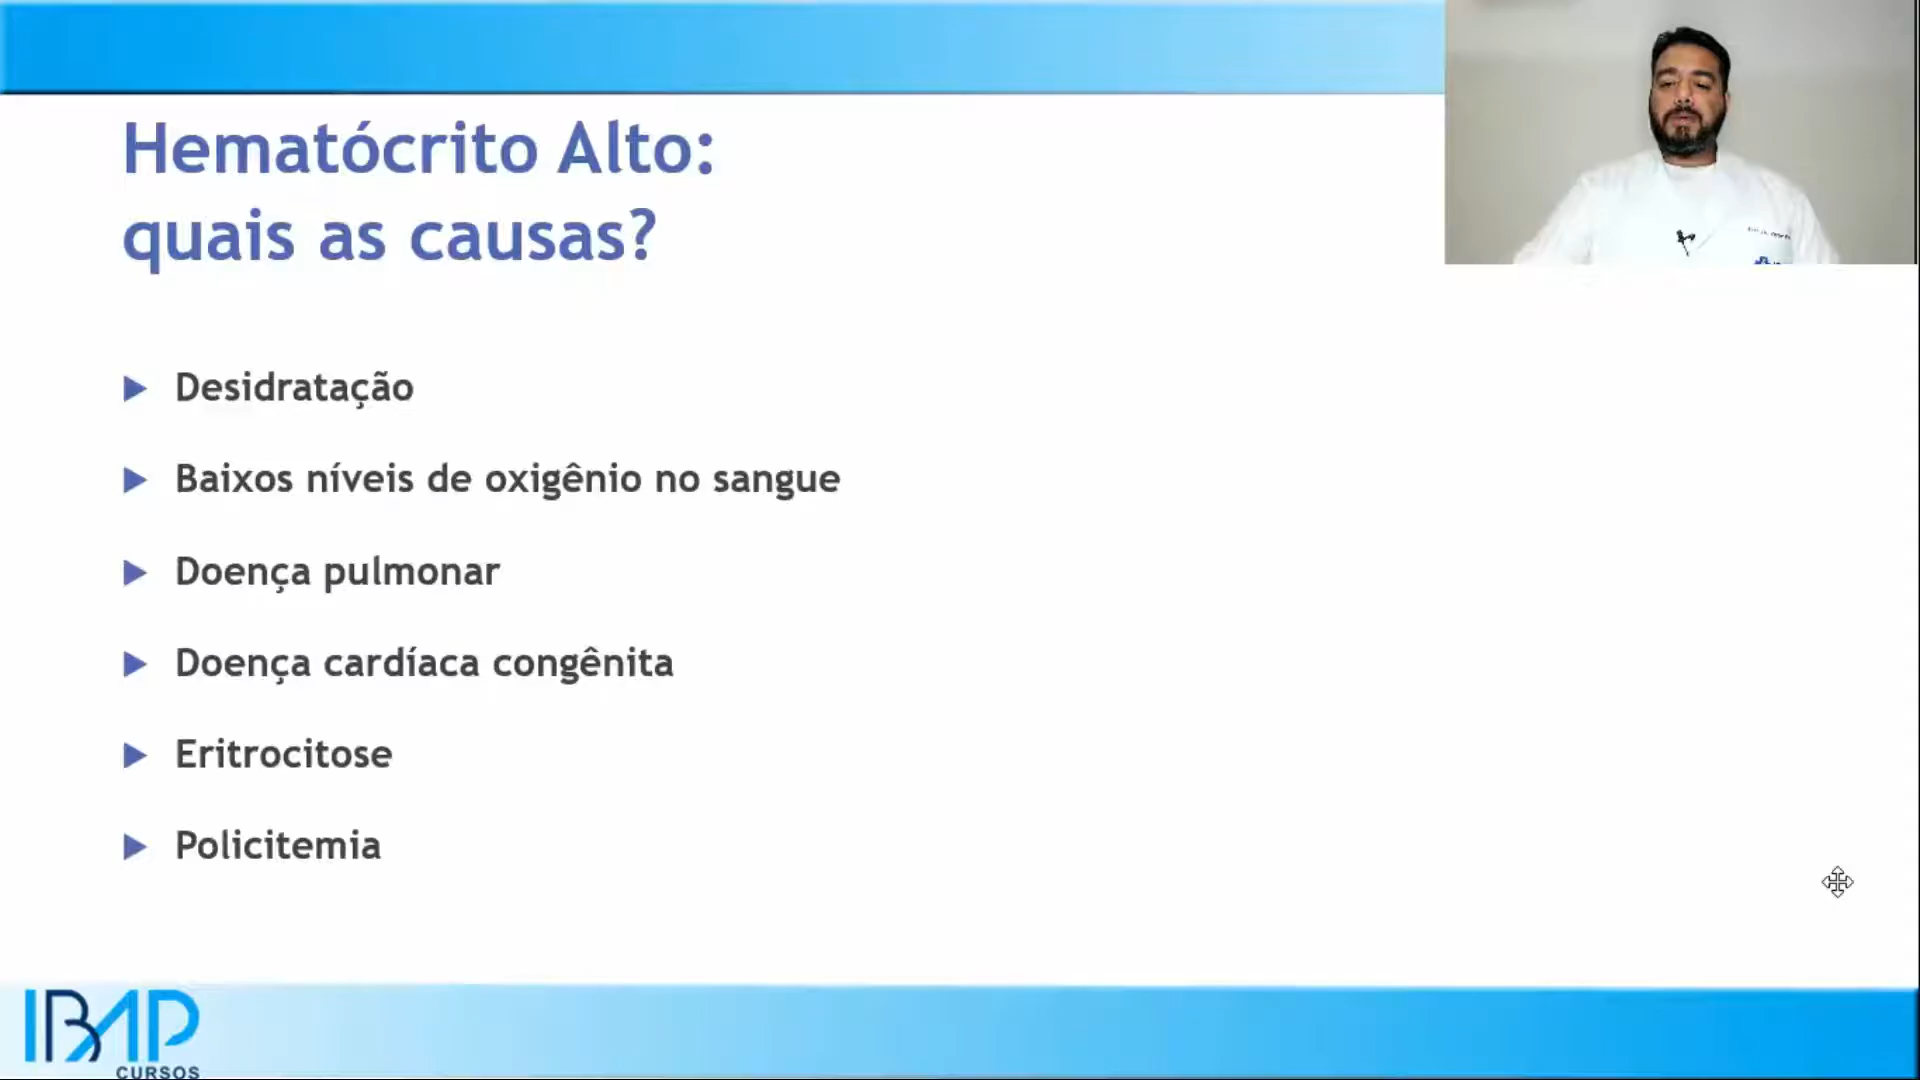 Hematócrito Alto:
quais as causas?
Desidratação
Baixos níveis de oxigênio no sangue
Doença pulmonar
Doença cardíaca congênita
Eritrocitose
Policitemia
IBAP
CURSOS